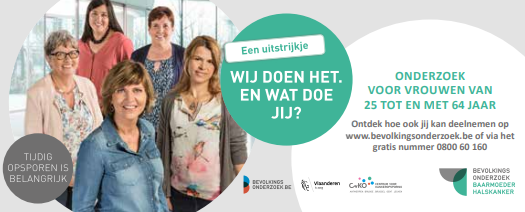 Een uitstrijkje
WIJ DOEN HET.
EN WAT DOE
JIJ?
TIJDIG
OPSPOREN IS
BELANGRIJK
ONDERZOEK
VOOR VROUWEN VAN
25 TOT EN MET 64 JAAR
Ontdek hoe ook jij kan deelnemen op
www.bevolkingsonderzoek.be of via het
gratis nummer 0800 60 160
BEVOLKINGS
ONDERZOEK.BE
Vlaanderen
BEVOLKINGS
ONDERZOEK
BAARMOEDER
HALSKANKER